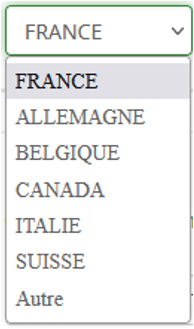 FRANCE
FRANCE
ALLEMAGNE
BELGIQUE
CANADA
ITALIE
SUISSE
Autre